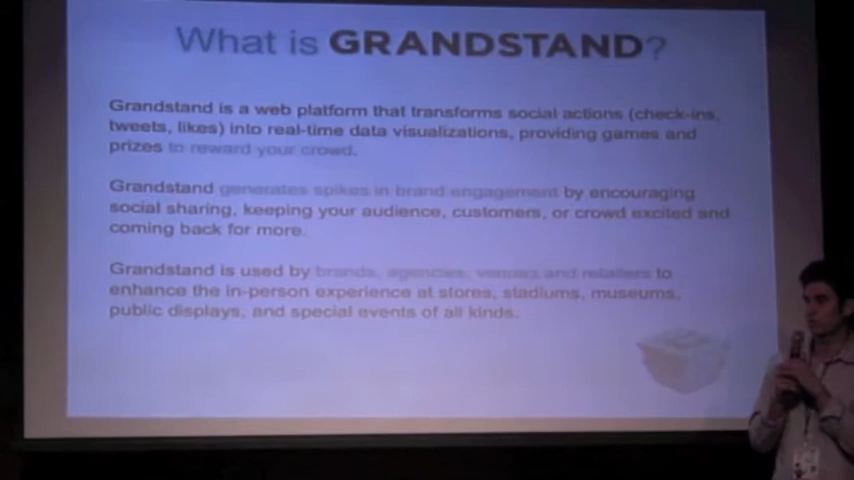 What is GRANDSTAND?
Grandstand is a web platform that transforms social actions (check-ins,
tweets, likes) into real-time data visualizations, providing games and
prizes to reward your crowd.
Grandstand generates spikes in brand engagement by encouraging
social sharing, keeping your audience, customers, or crowd excited and
coming back for more.
Grandstand is used by brands, agencies, venues and retailers to
enhance the in-person experience at stores, stadiums, museums,
public displays, and special events of all kinds.